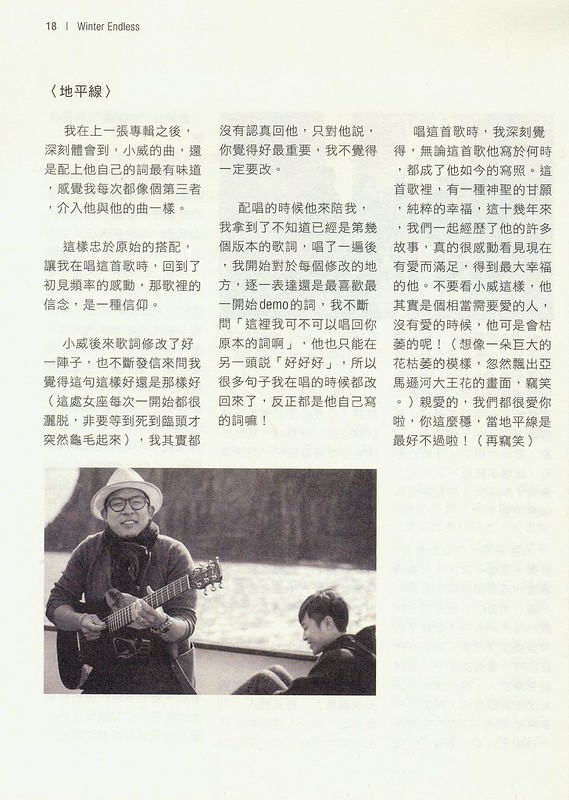 18 | Winter Endless
〈地平線〉
我在上一張專輯之後,
深刻體會到,小威的曲,還
是配上他自己的詞最有味道
,感覺我每次都像個第三者
,介入他與他的曲一樣。
這樣忠於原始的搭配,
讓我在唱這首歌時,回到了
初見頻率的感動,那歌裡的
信念,是一種信仰。
小威後來歌詞修改了好
一陣子,也不斷發信來問我
覺得這句這樣好還是那樣好
(這處女座每次一開始都很
灑脫,非要等到死到臨頭才
突然龜毛起來),我其實都
沒有認真回他,只對他説,
你覺得好最重要,我不覺得
一定要改。
配唱的時候他來陪我,
我拿到了不知道已經是第幾
個版本的歌詞,唱了一遍後
,我開始對於每個修改的地
方,逐一表達還是最喜歡最
一開始demo的詞,我不斷
問「這裡我可不可以唱回你
原本的詞啊」,他也只能在
另一頭説「好好好」,所以
很多句子我在唱的時候都改
回來了,反正都是他自己寫
的詞嘛!
唱這首歌時,我深刻覺
得,無論這首歌他寫於何時
,都成了他如今的寫照。這
首歌裡,有一種神聖的甘願
,純粹的幸福,這十幾年來
,我們一起經歷了他的許多
故事,真的很感動看見現在
有愛而滿足,得到最大幸福
的他。不要看小威這樣,他
其實是個相當需要愛的人,
沒有愛的時候,他可是會枯
萎的呢!(想像一朵巨大的
花枯萎的模樣,忽然飄出亞
馬遜河大王花的畫面,竊笑
。)親愛的,我們都很愛你
啦,你這麼穩,當地平線是
最好不過啦!(再竊笑)